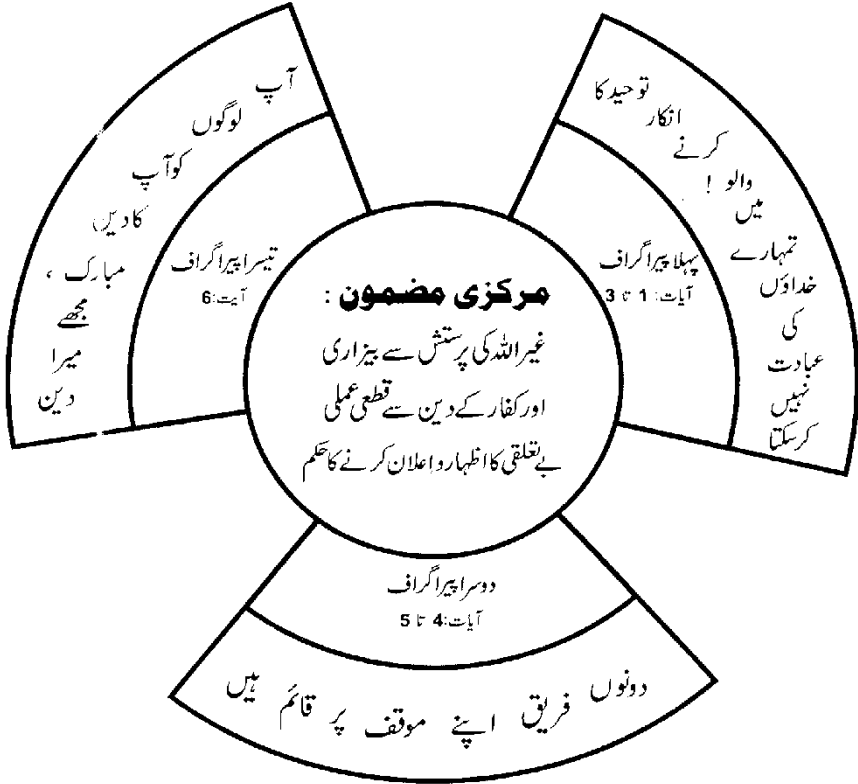 مرکزی مضمون :
غیر اللہ کی پرستش سے بیزاری
اور کفار کے دین سے قطعی عملی
بے تعلقی کا اظہار و اعلان کرنے کا حکم
پہلا پیراگراف
آیات: 1 تا 3
توحید کا
انکار
کرنے
والو !
میں
تمہارے
خداؤں
کی
عبادت
نہیں
کرسکتا
دوسرا پیراگراف
آیات: 4 تا 5
دونوں فریق اپنے موقف پر قائم ہیں
تیسرا پیراگراف
آیت: 6
آپ
لوگوں
کو آپ
کا دین
مبارک ،
مجھے
میرا
دین